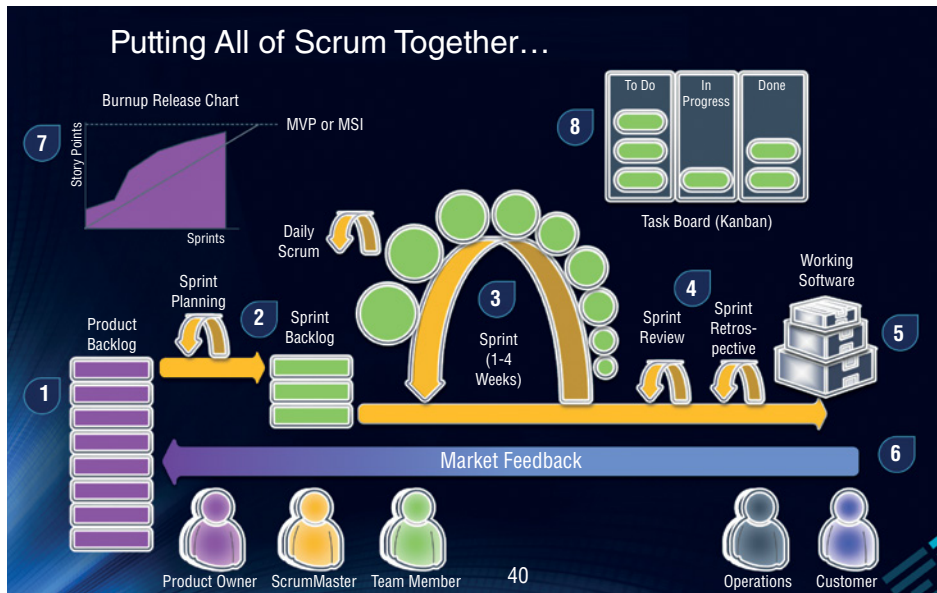 Putting All of Scrum Together…
Burnup Release Chart
7
Story Points
MVP or MSI
Sprints
8
To Do
In
Progress
Done
Task Board (Kanban)
Daily
Scrum
Sprint
Planning
2
Product
Backlog
1
Sprint
Backlog
3
Sprint
(1-4
Weeks)
4
Sprint
Review
Sprint
Retros-
pective
Working
Software
5
Market Feedback
6
Product Owner
ScrumMaster
Team Member
40
Operations
Customer